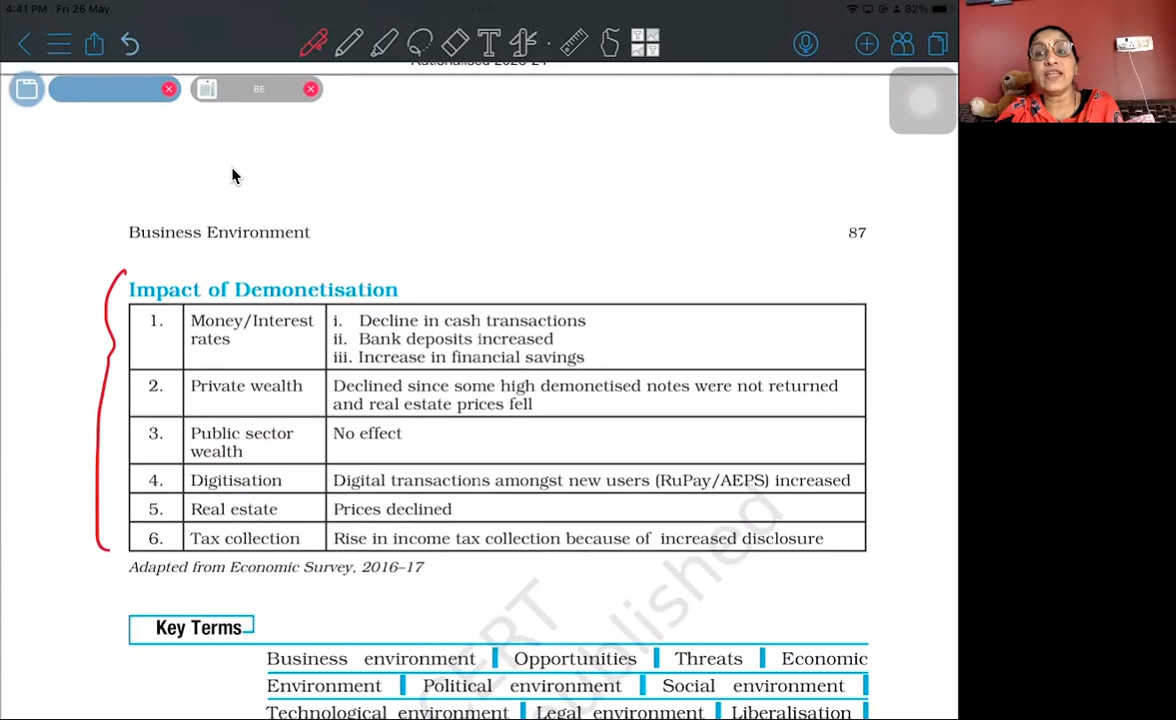 4:41 PM Fri 26 May
82%
BE
Business Environment 87
Impact of Demonetisation
1. Money/Interest rates
i. Decline in cash transactions
ii. Bank deposits increased
iii. Increase in financial savings
2. Private wealth
Declined since some high demonetised notes were not returned
and real estate prices fell
3. Public sector wealth
No effect
4. Digitisation
Digital transactions amongst new users (RuPay/AEPS) increased
5. Real estate
Prices declined
6. Tax collection
Rise in income tax collection because of increased disclosure
Adapted from Economic Survey, 2016–17
Key Terms
Business environment Opportunities Threats Economic
Environment Political environment Social environment
Technological environment Legal environment Liberalisation